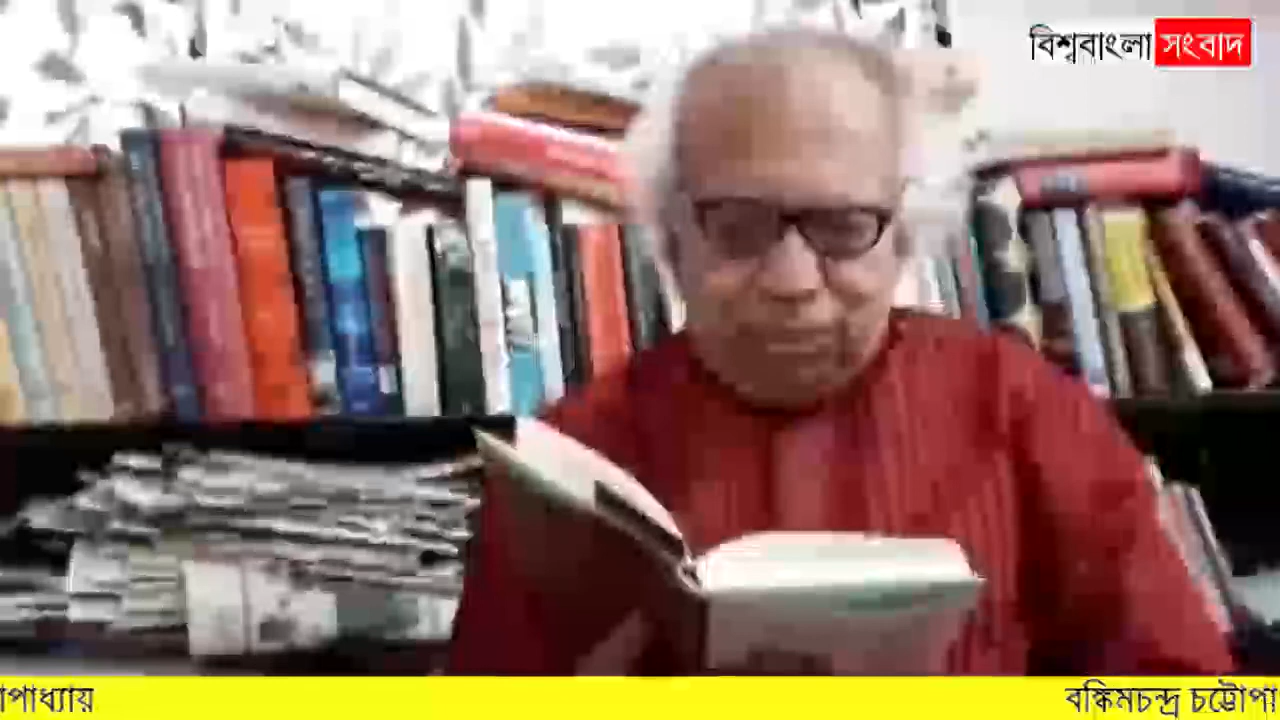 বিশ্ববাংলা সংবাদ
োপাধ্যায় বঙ্কিমচন্দ্র চট্টোপা